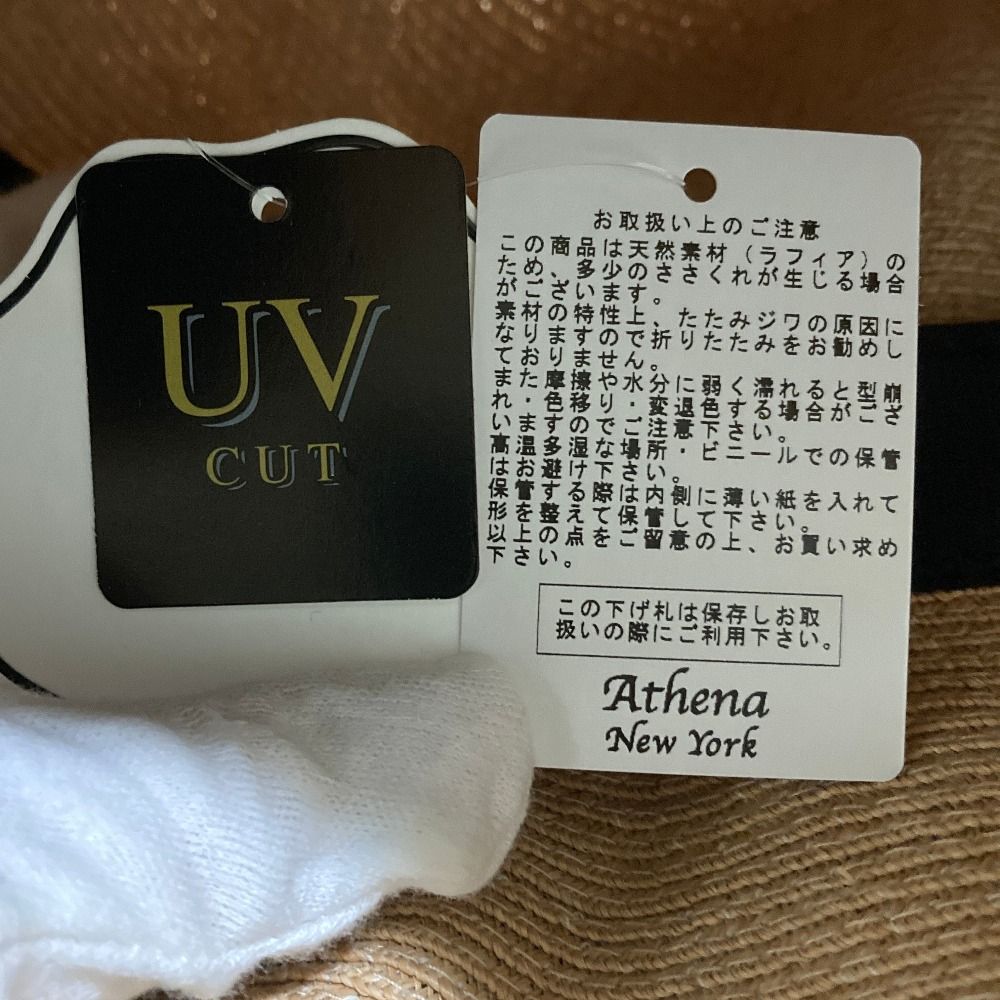 UV
CUT
お取扱い上のご注意
この商品は天然素材（ラフィア）の
ため、多少のささくれが生じる場合
がございます。
素材の特性上、たたみジワの原因に
なりますので折りたたみをお勧めし
ておりません。
また摩擦や水分に弱く濡れると型崩
れ・色移り・変退色する場合がござ
いますのでご注意下さい。
高温多湿な場所・ビニールでの保管
はお避け下さい。
保管する際は内側に薄い紙を入れて
形を整えて保管して下さい。
以上の点をご留意の上、お買い求め
下さい。
この下げ札は保存しお取
扱いの際にご利用下さい。
Athena
New York